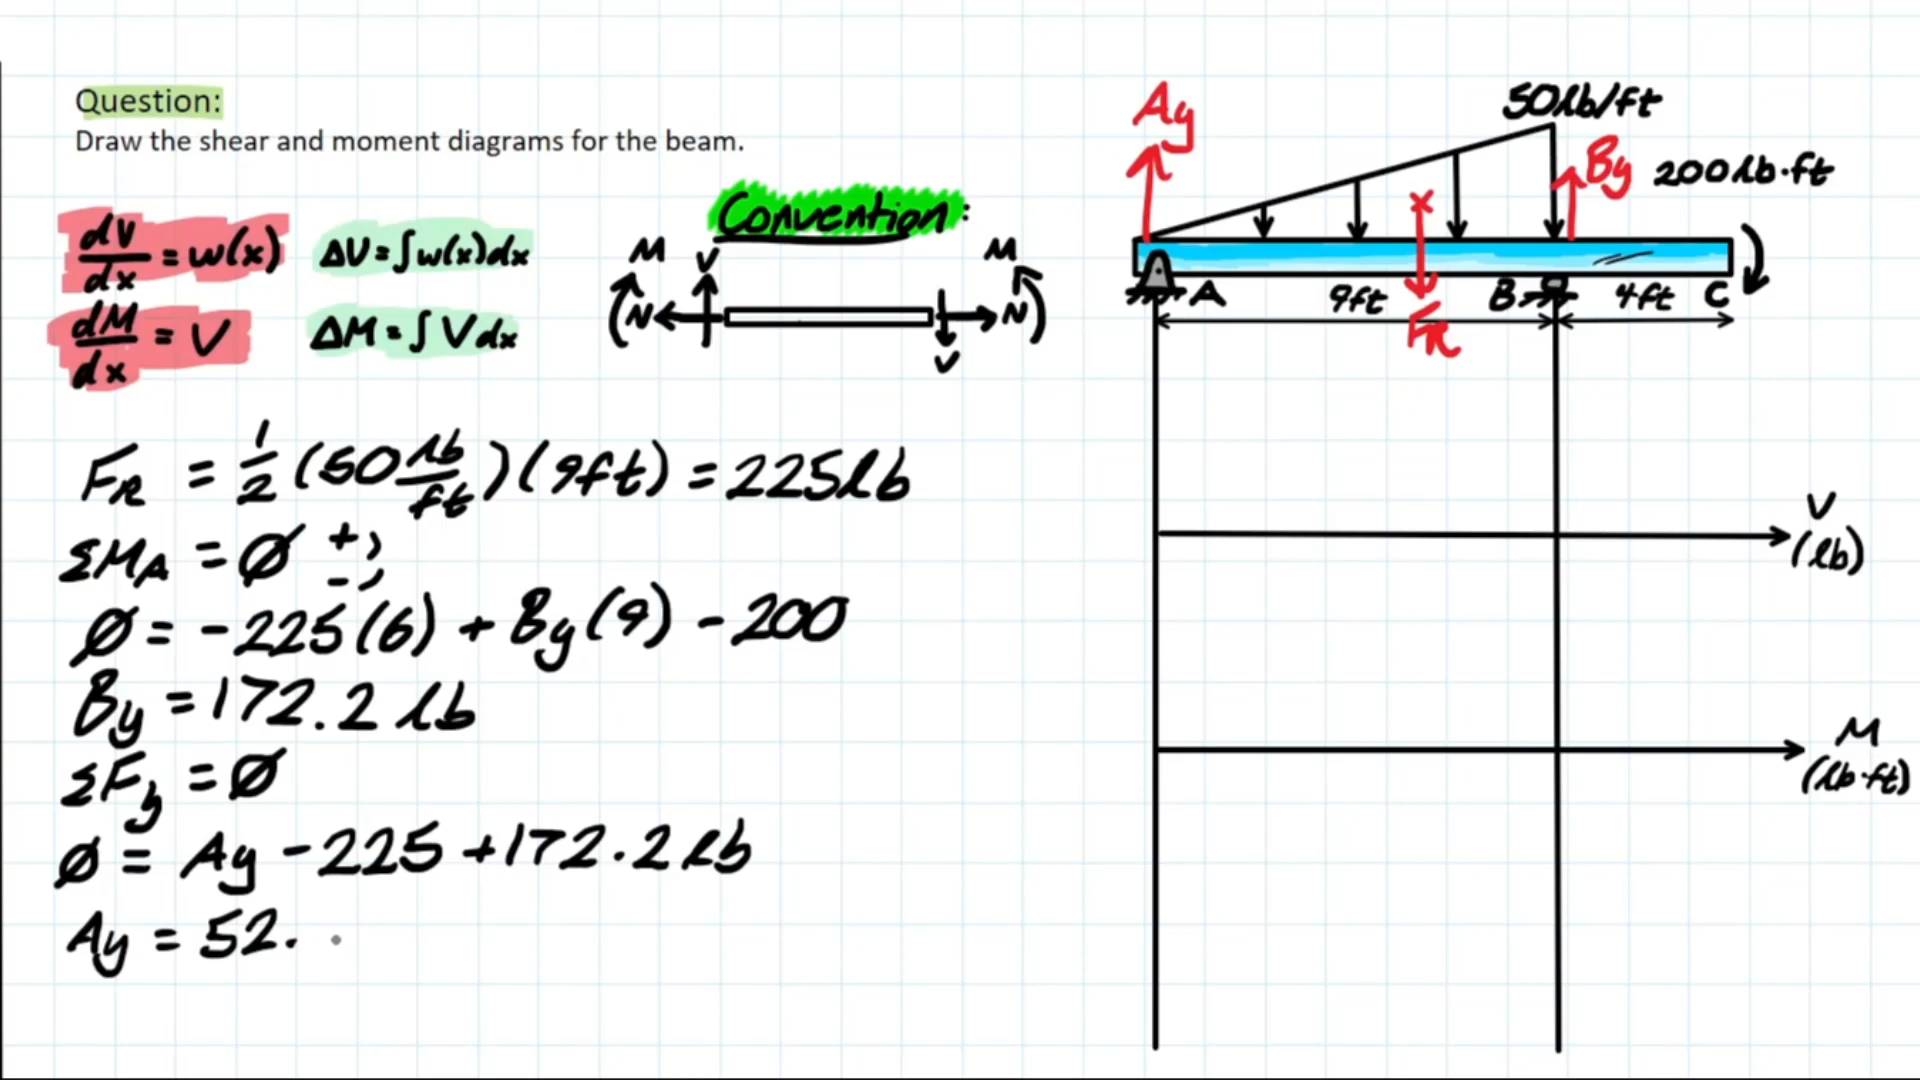 Question:
Draw the shear and moment diagrams for the beam.
dV/dx = w(x)
ΔV = ∫w(x)dx
dM/dx = V
ΔM = ∫Vdx
Convention:
M V M
N N
V
FR = 1/2 (50 lb/ft)(9ft) = 225lb
ΣMA = Ø + -
Ø = -225(6) + By(9) - 200
By = 172.2 lb
ΣFy = Ø
Ø = Ay - 225 + 172.2 lb
Ay = 52.
Ay
50lb/ft
By
200lb·ft
A 9ft B 4ft C
FR
V
(lb)
M
(lb·ft)